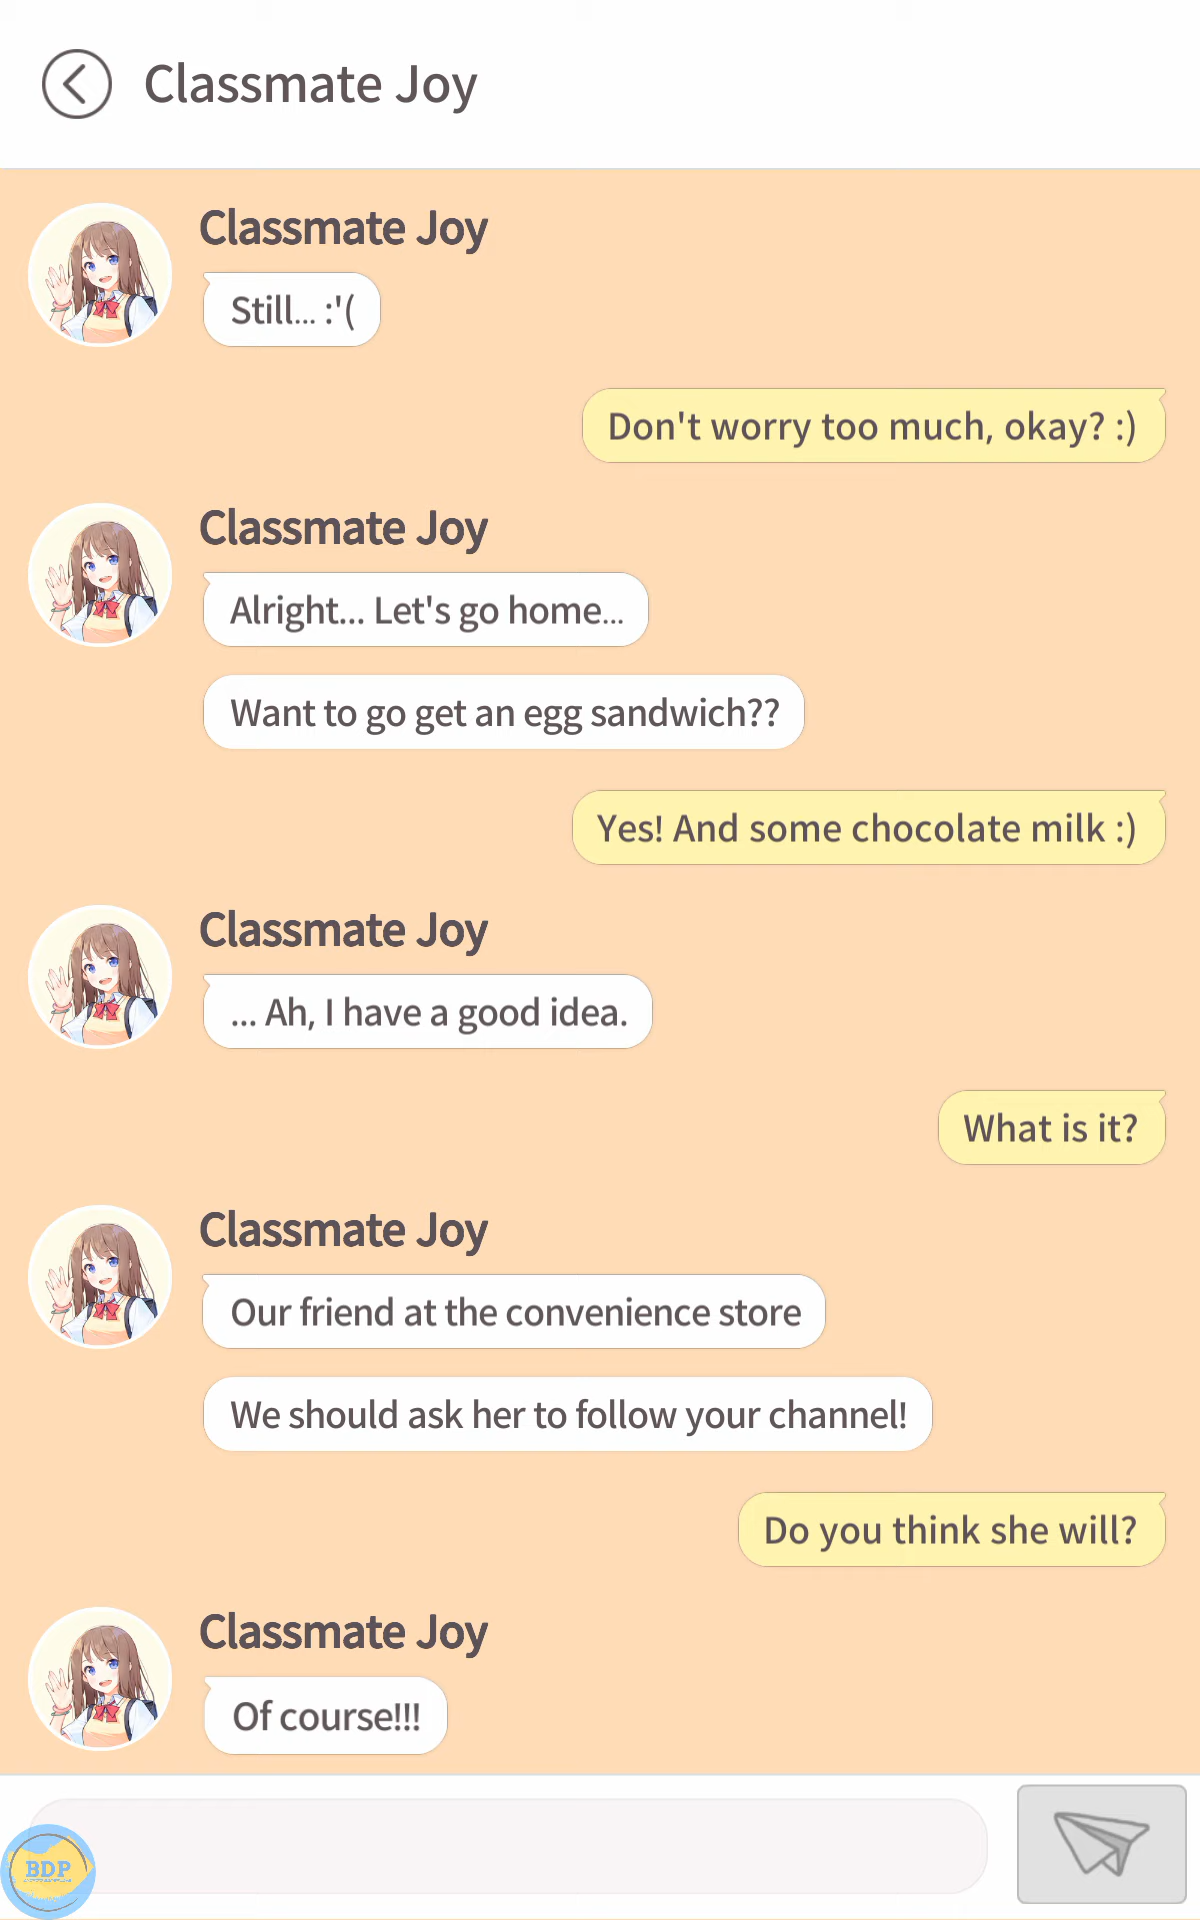 Classmate Joy
Classmate Joy
Still... :'(
Don't worry too much, okay? :)
Classmate Joy
Alright... Let's go home...
Want to go get an egg sandwich??
Yes! And some chocolate milk :)
Classmate Joy
... Ah, I have a good idea.
What is it?
Classmate Joy
Our friend at the convenience store
We should ask her to follow your channel!
Do you think she will?
Classmate Joy
Of course!!!
BDP